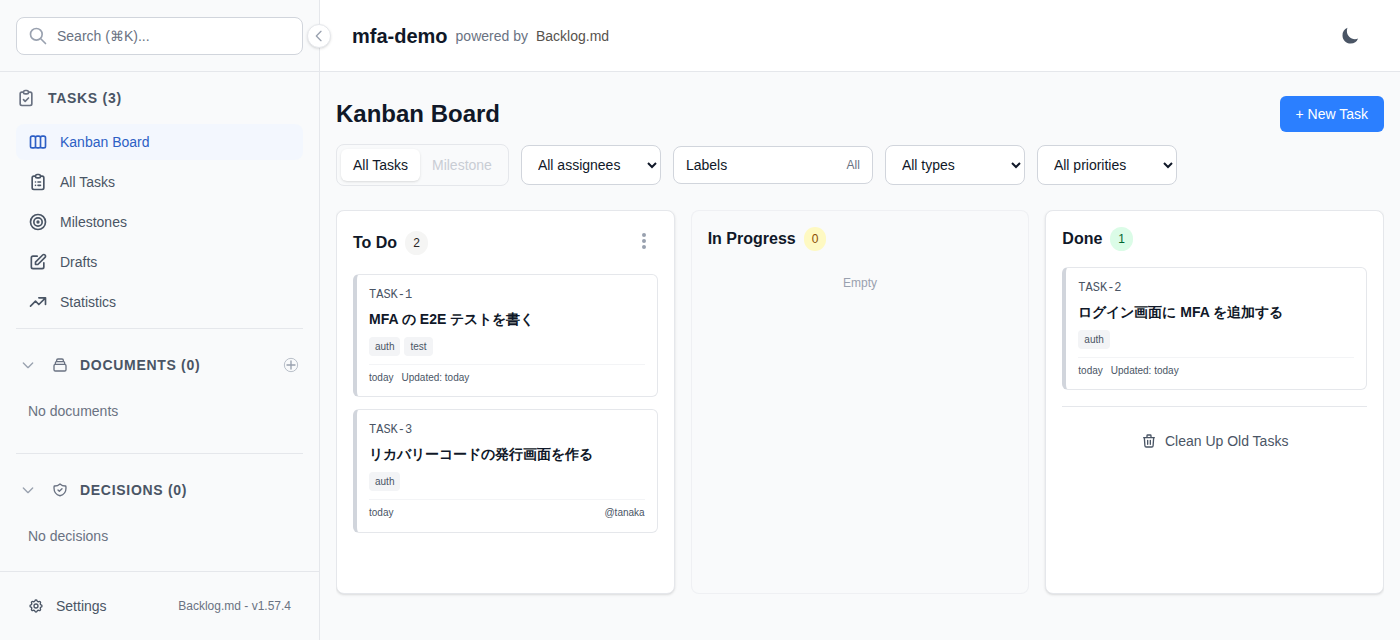 Search (⌘K)...
mfa-demo powered by Backlog.md
TASKS (3)
Kanban Board
All Tasks
Milestones
Drafts
Statistics
DOCUMENTS (0)
No documents
DECISIONS (0)
No decisions
Settings
Backlog.md - v1.57.4
Kanban Board
+ New Task
All Tasks Milestone All assignees Labels All All types All priorities
To Do 2
TASK-1
MFA の E2E テストを書く
auth test
today Updated: today
TASK-3
リカバリーコードの発行画面を作る
auth
today @tanaka
In Progress 0
Empty
Done 1
TASK-2
ログイン画面に MFA を追加する
auth
today Updated: today
Clean Up Old Tasks